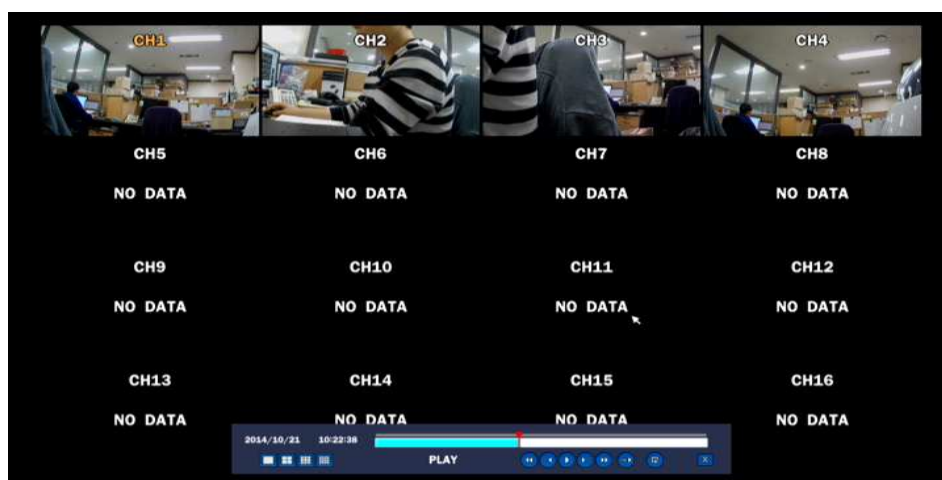 CH1 CH2 CH3 CH4
CH5 CH6 CH7 CH8
NO DATA NO DATA NO DATA NO DATA
CH9 CH10 CH11 CH12
NO DATA NO DATA NO DATA NO DATA
CH13 CH14 CH15 CH16
NO DATA NO DATA NO DATA NO DATA
2014/10/21 10:22:38
PLAY